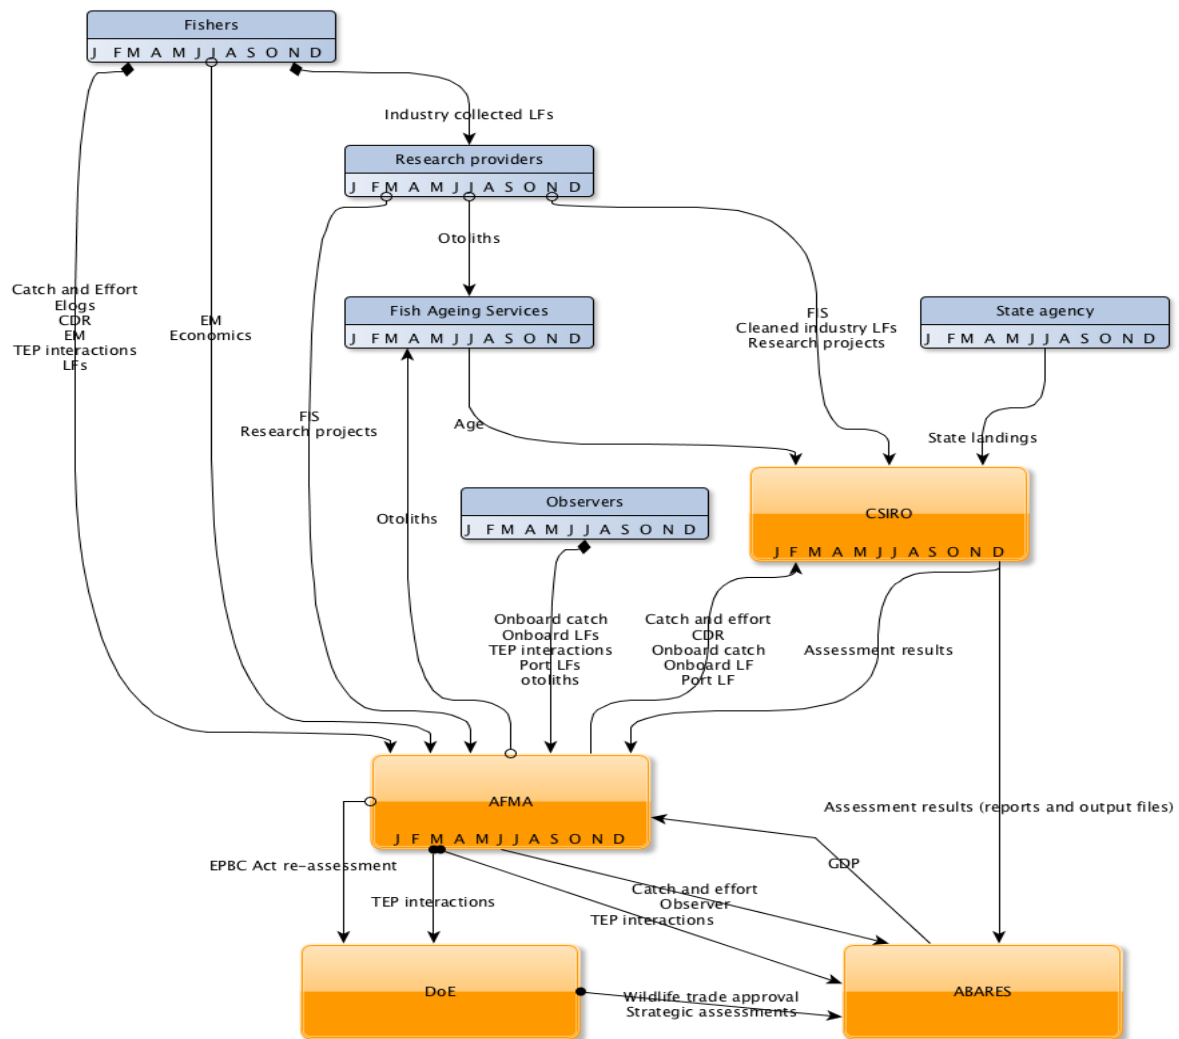 Fishers
J F M A M J J A S O N D
Industry collected LFs
Research providers
J F M A M J J A S O N D
Otoliths
Catch and Effort
Elogs
CDR
EM
TEP interactions
LFs
EM
Economics
Fish Ageing Services
J F M A M J J A S O N D
FIS
Cleaned industry LFs
Research projects
State agency
J F M A M J J A S O N D
FIS
Research projects
Age
State landings
CSIRO
J F M A M J J A S O N D
Otoliths
Observers
J F M A M J J A S O N D
Onboard catch
Onboard LFs
TEP interactions
Port LFs
otoliths
Catch and effort
CDR
Onboard catch
Onboard LF
Port LF
Assessment results
AFMA
J F M A M J J A S O N D
Assessment results (reports and output files)
EPBC Act re-assessment
GDP
TEP interactions
Catch and effort
Observer
TEP interactions
DoE
Wildlife trade approval
Strategic assessments
ABARES